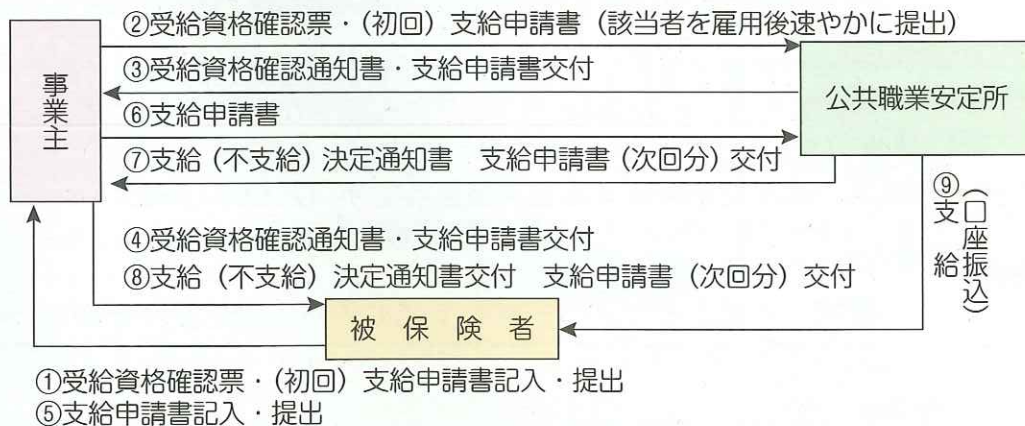 ②受給資格確認票・(初回) 支給申請書 (該当者を雇用後速やかに提出)
③受給資格確認通知書・支給申請書交付
事業主
公共職業安定所
⑥支給申請書
⑦支給 (不支給) 決定通知書　支給申請書 (次回分) 交付
⑨支給
(口座振込)
④受給資格確認通知書・支給申請書交付
⑧支給 (不支給) 決定通知書交付　支給申請書 (次回分) 交付
被保険者
①受給資格確認票・(初回) 支給申請書記入・提出
⑤支給申請書記入・提出